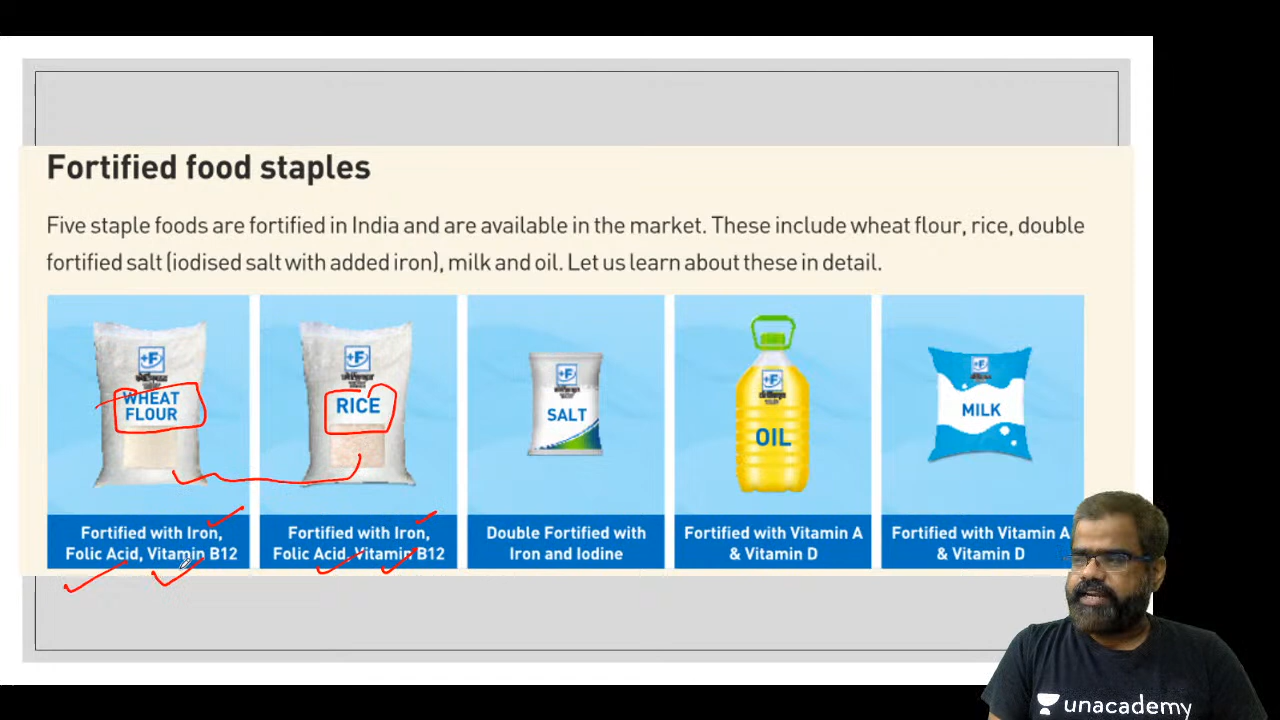 Fortified food staples
Five staple foods are fortified in India and are available in the market. These include wheat flour, rice, double
fortified salt (iodised salt with added iron), milk and oil. Let us learn about these in detail.
+F
WHEAT
FLOUR
+F
RICE
+F
SALT
+F
OIL
MILK
Fortified with Iron,
Folic Acid, Vitamin B12
Fortified with Iron,
Folic Acid, Vitamin B12
Double Fortified with
Iron and Iodine
Fortified with Vitamin A
& Vitamin D
Fortified with Vitamin A
& Vitamin D
unacademy